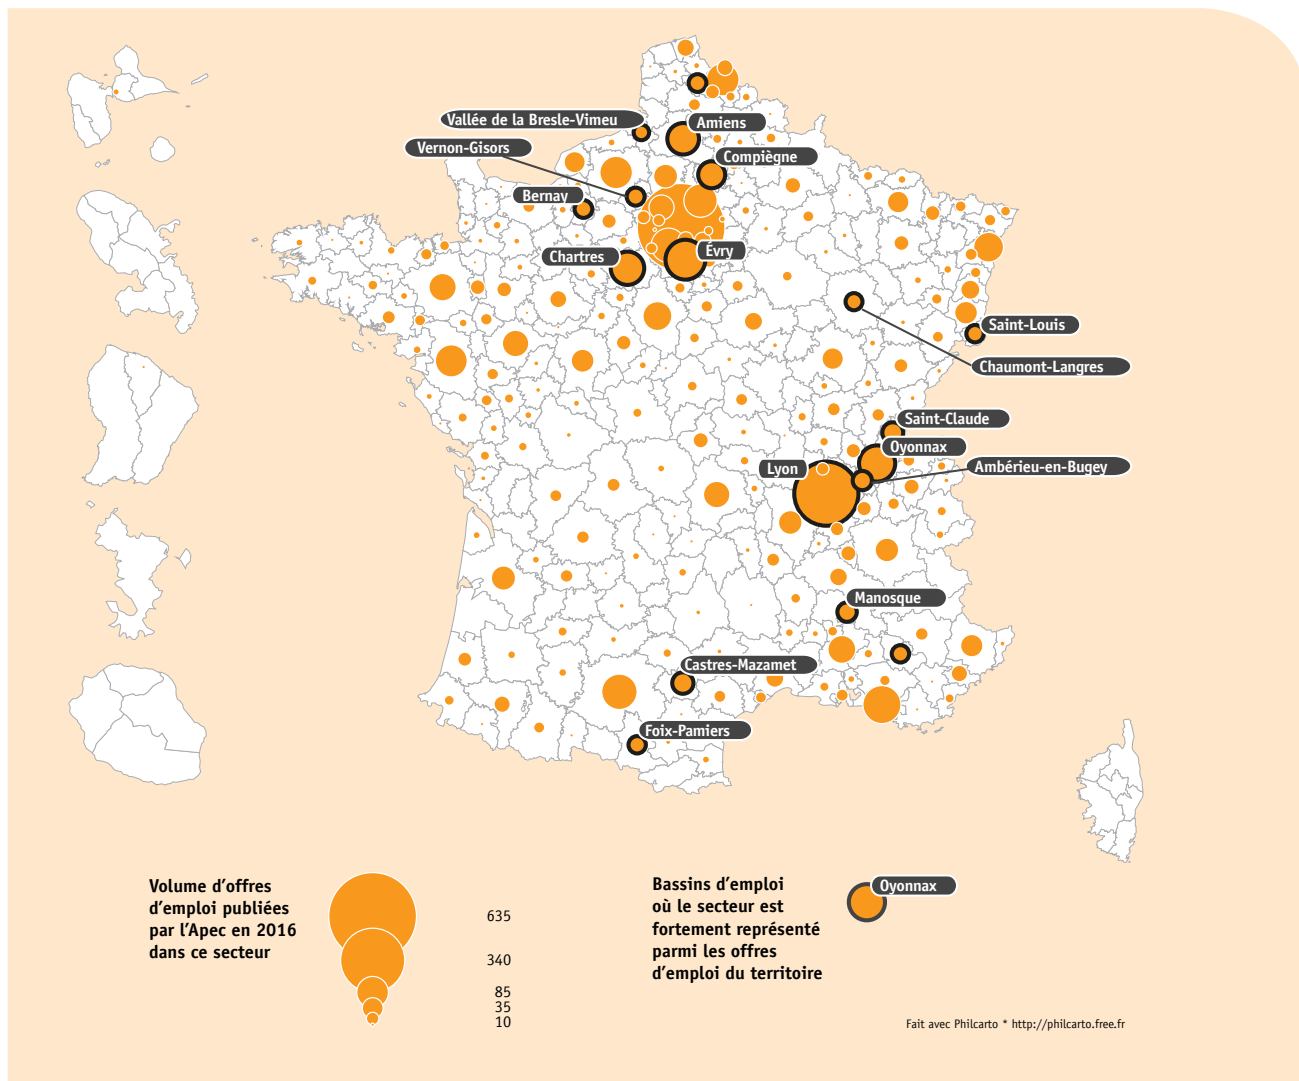 Vallée de la Bresle-Vimeu
Amiens
Vernon-Gisors
Compiègne
Bernay
Chartres
Évry
Saint-Louis
Chaumont-Langres
Saint-Claude
Oyonnax
Lyon
Ambérieu-en-Bugey
Manosque
Castres-Mazamet
Foix-Pamiers
Volume d’offres
d’emploi publiées
par l’Apec en 2016
dans ce secteur
635
340
85
35
10
Bassins d’emploi
où le secteur est
fortement représenté
parmi les offres
d’emploi du territoire
Oyonnax
Fait avec Philcarto * http://philcarto.free.fr